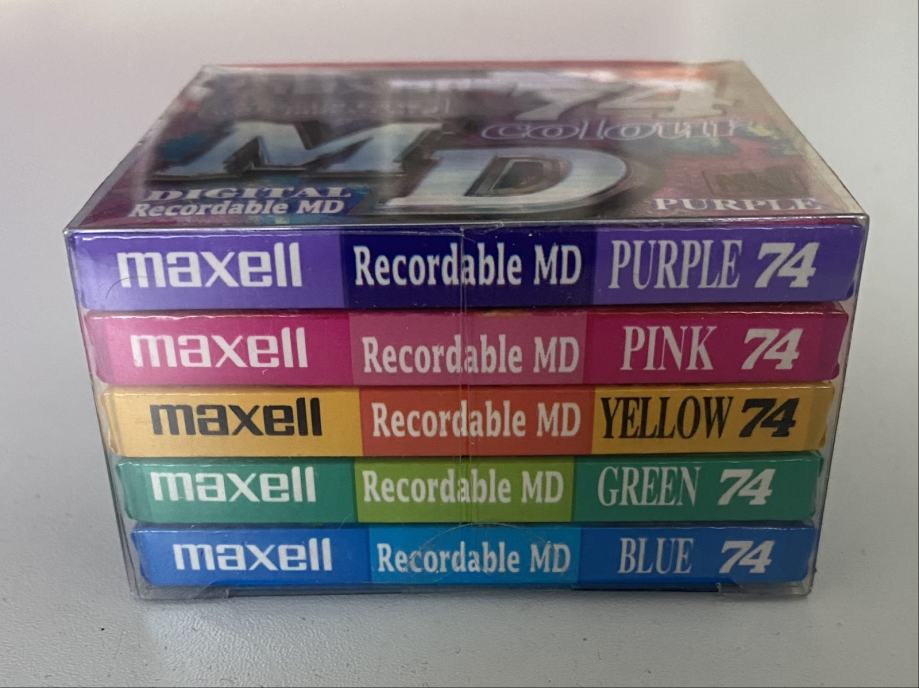 74
colour
MD
DIGITAL
Recordable MD
PURPLE
maxell Recordable MD PURPLE 74
maxell Recordable MD PINK 74
maxell Recordable MD YELLOW 74
maxell Recordable MD GREEN 74
maxell Recordable MD BLUE 74